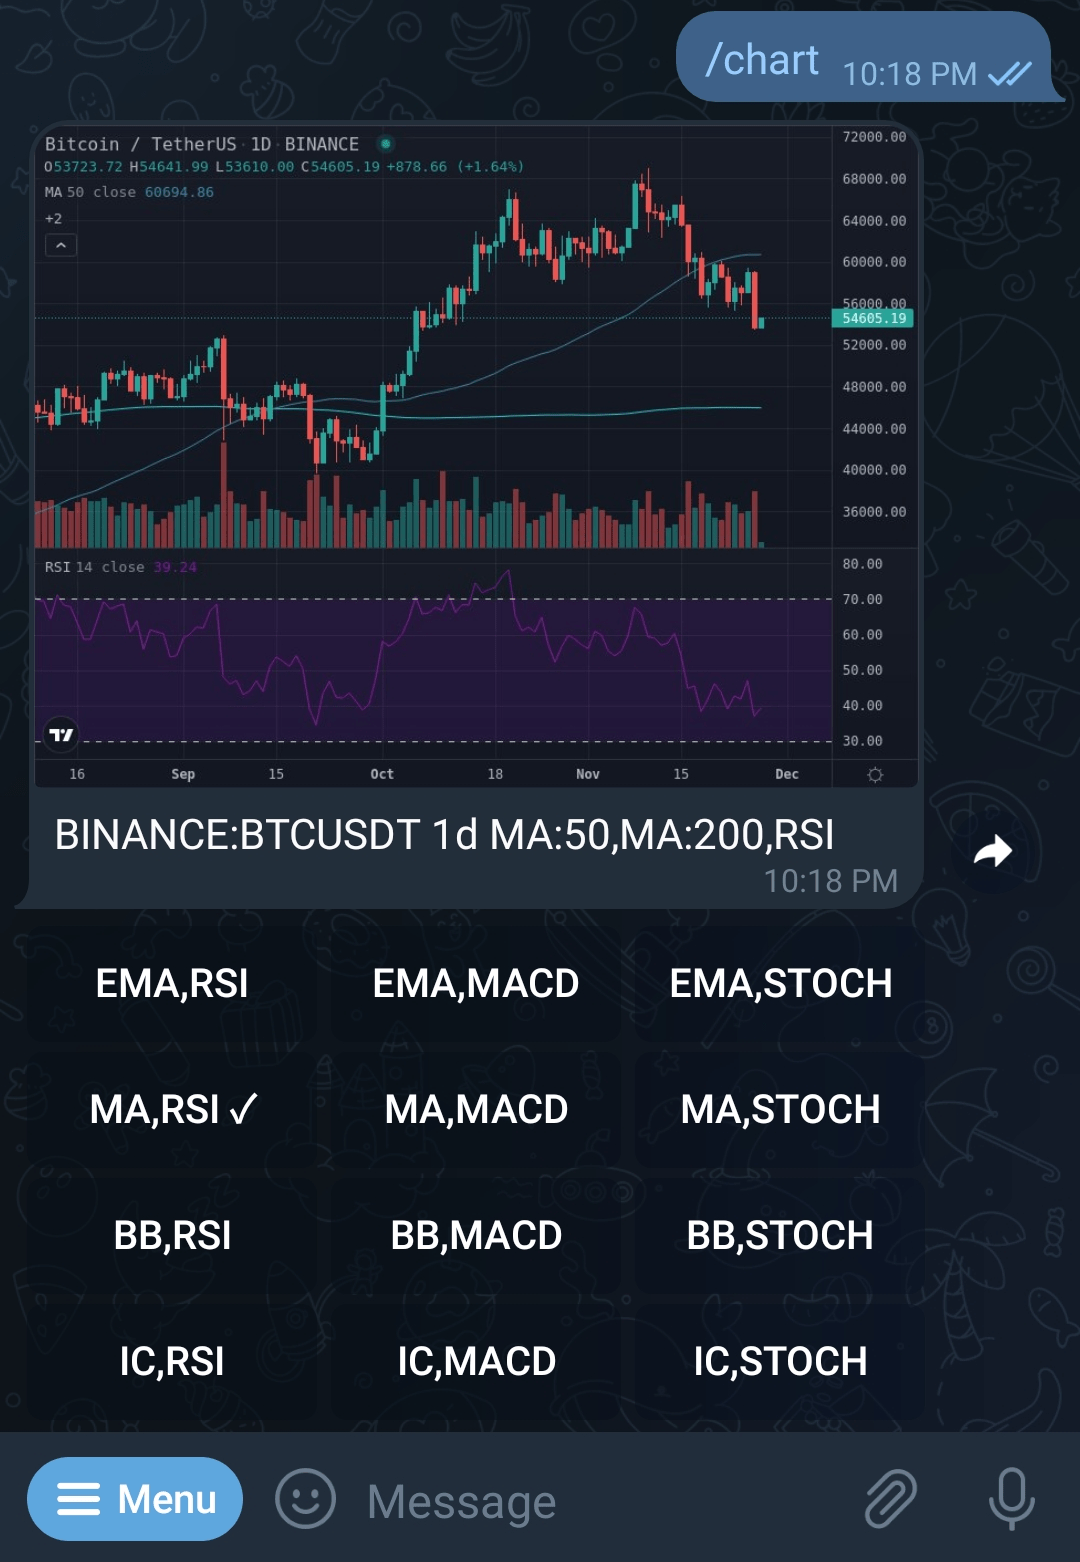 /chart 10:18 PM
Bitcoin / TetherUS · 1D · BINANCE
O53723.72 H54641.99 L53610.00 C54605.19 +878.66 (+1.64%)
MA 50 close 60694.86
+2
72000.00
68000.00
64000.00
60000.00
56000.00
54605.19
52000.00
48000.00
44000.00
40000.00
36000.00
RSI 14 close 39.24
80.00
70.00
60.00
50.00
40.00
30.00
16 Sep 15 Oct 18 Nov 15 Dec
BINANCE:BTCUSDT 1d MA:50,MA:200,RSI
10:18 PM
EMA,RSI EMA,MACD EMA,STOCH
MA,RSI ✓ MA,MACD MA,STOCH
BB,RSI BB,MACD BB,STOCH
IC,RSI IC,MACD IC,STOCH
Menu Message